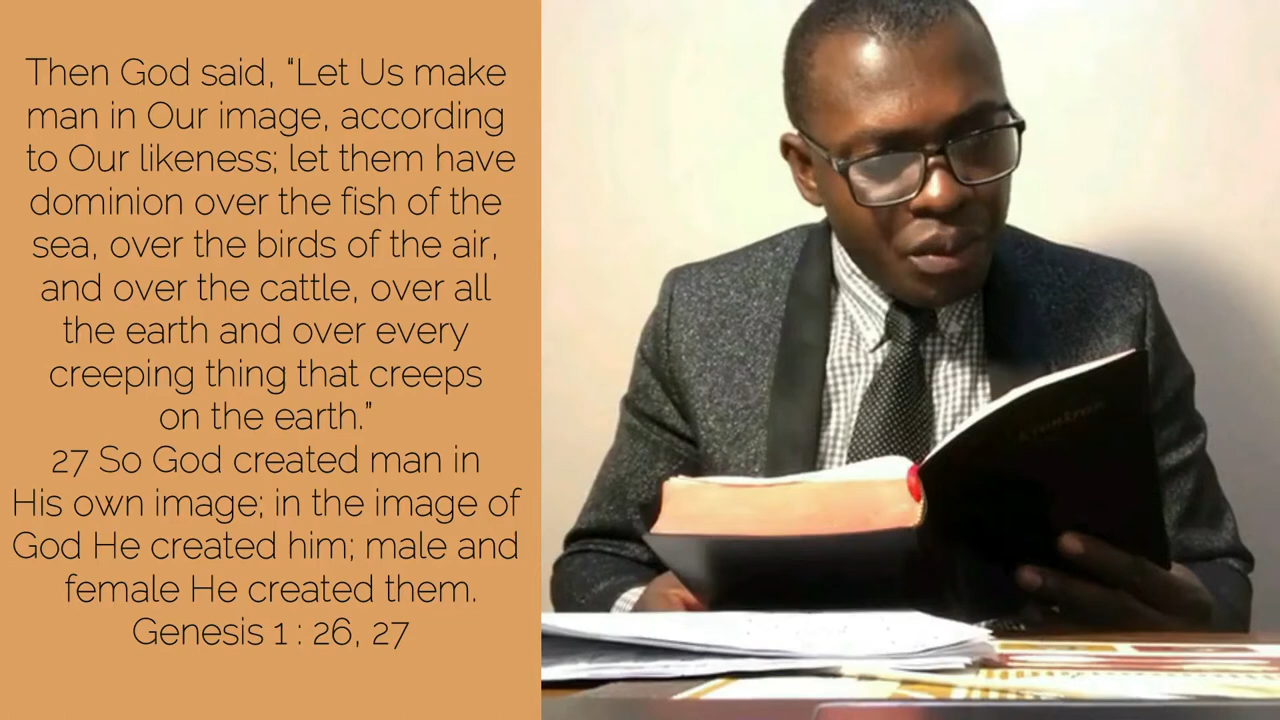 Then God said, “Let Us make
man in Our image, according
to Our likeness; let them have
dominion over the fish of the
sea, over the birds of the air,
and over the cattle, over all
the earth and over every
creeping thing that creeps
on the earth.”
27 So God created man in
His own image; in the image of
God He created him; male and
female He created them.
Genesis 1 : 26, 27